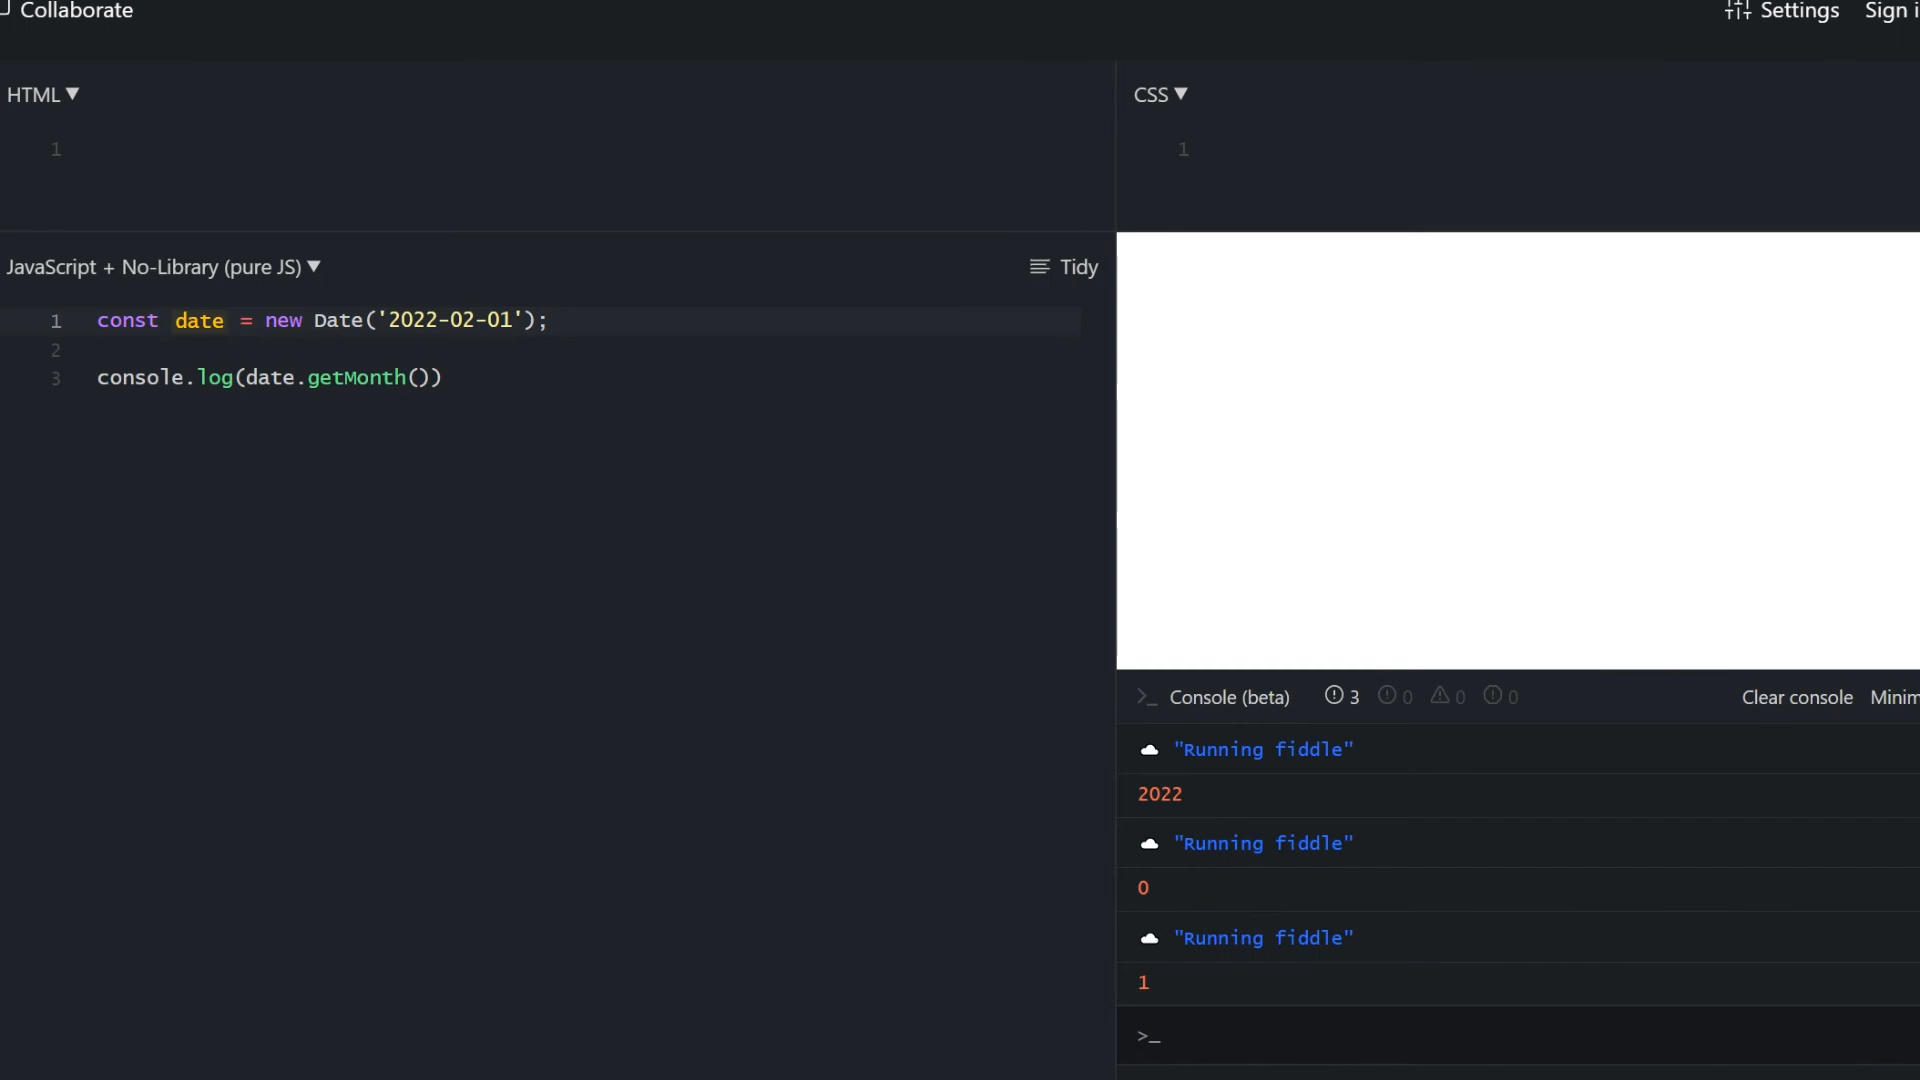 Collaborate
Settings Sign i
HTML ▼
1
CSS ▼
1
JavaScript + No-Library (pure JS) ▼
Tidy
1 const date = new Date('2022-02-01');
2
3 console.log(date.getMonth())
>_ Console (beta) 3 0 0 0 Clear console Minim
"Running fiddle"
2022
"Running fiddle"
0
"Running fiddle"
1
>_